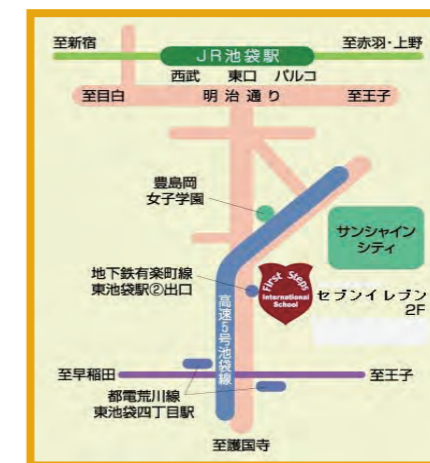 至新宿
至赤羽・上野
JR池袋駅
西武 東口 パルコ
至目白 明治通り 至王子
豊島岡
女子学園
サンシャイン
シティ
地下鉄有楽町線
東池袋駅②出口
First Steps
International
School
セブンイレブン
2F
高速5号池袋線
至早稲田
至王子
都電荒川線
東池袋四丁目駅
至護国寺